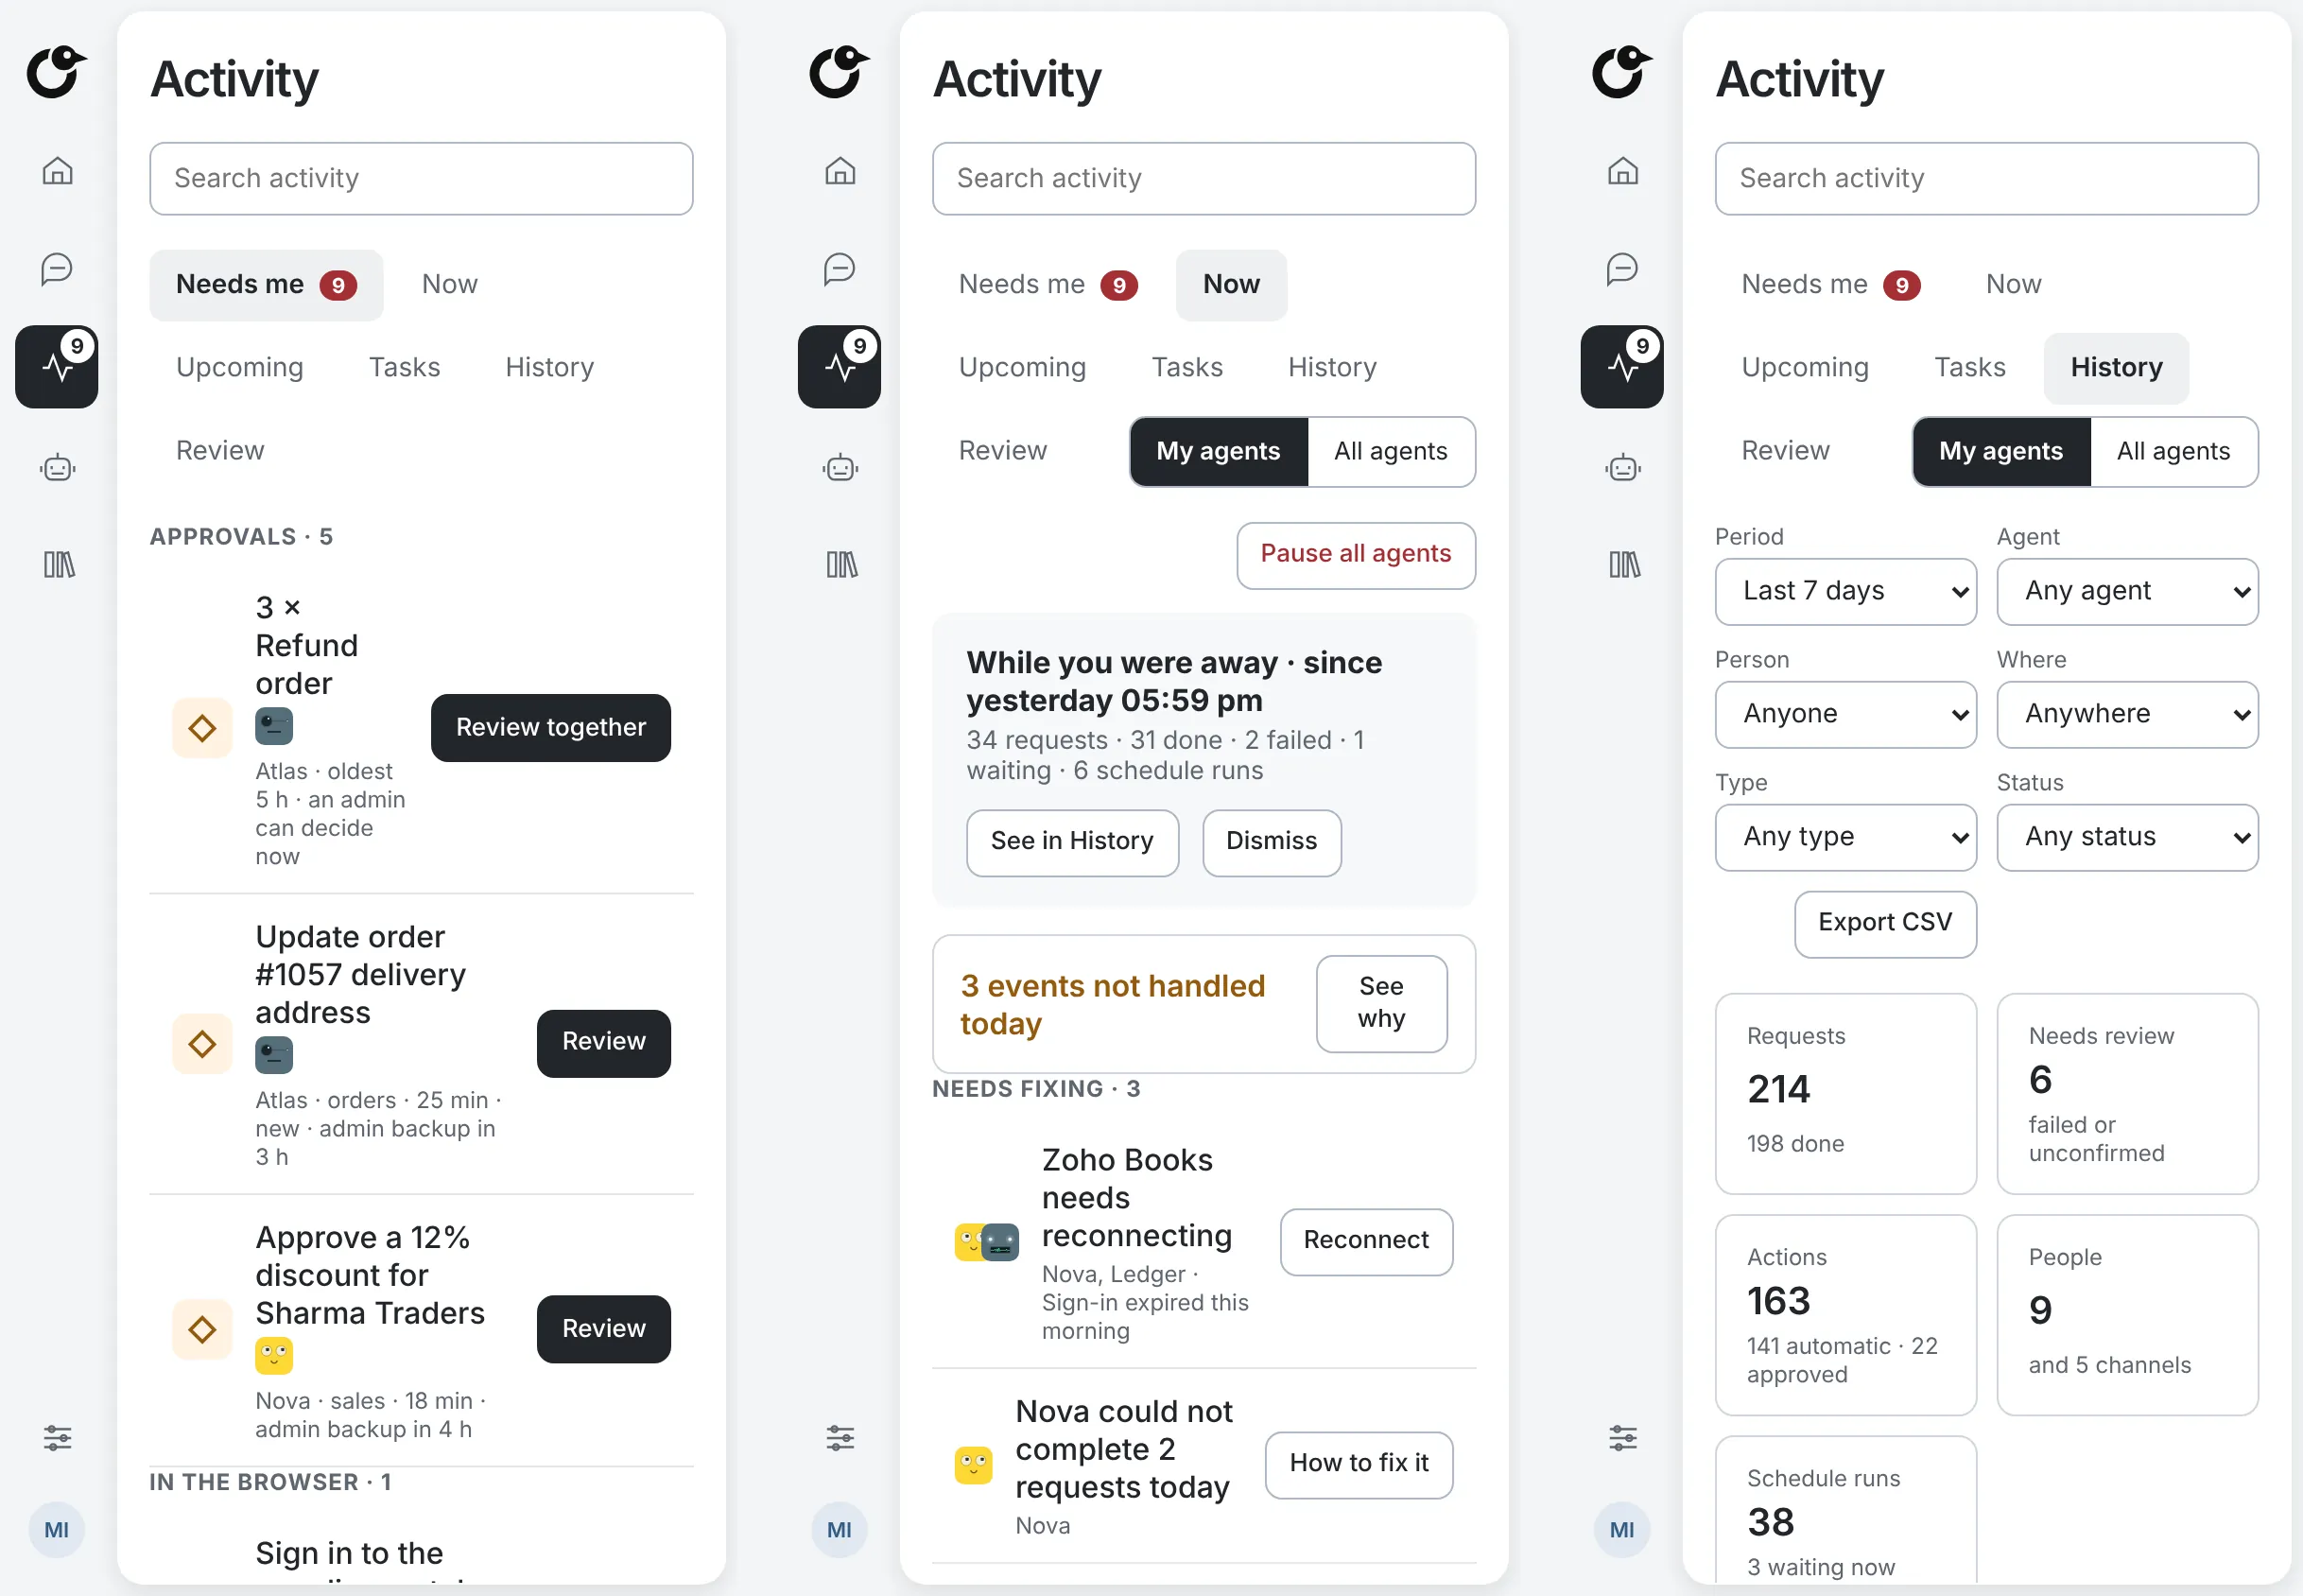 Activity
Search activity
Needs me 9 Now
9
Upcoming Tasks History
Review
APPROVALS · 5
3 ×
Refund
order
Atlas · oldest
5 h · an admin
can decide
now
Review together
Update order
#1057 delivery
address
Atlas · orders · 25 min ·
new · admin backup in
3 h
Review
Approve a 12%
discount for
Sharma Traders
Nova · sales · 18 min ·
admin backup in 4 h
Review
IN THE BROWSER · 1
Sign in to the
MI
Activity
Search activity
Needs me 9 Now
9
Upcoming Tasks History
Review My agents All agents
Pause all agents
While you were away · since
yesterday 05:59 pm
34 requests · 31 done · 2 failed · 1
waiting · 6 schedule runs
See in History Dismiss
3 events not handled
today
See
why
NEEDS FIXING · 3
Zoho Books
needs
reconnecting
Nova, Ledger ·
Sign-in expired this
morning
Reconnect
Nova could not
complete 2
requests today
Nova
How to fix it
MI
Activity
Search activity
Needs me 9 Now
9
Upcoming Tasks History
Review My agents All agents
Period Agent
Last 7 days Any agent
Person Where
Anyone Anywhere
Type Status
Any type Any status
Export CSV
Requests
214
198 done
Needs review
6
failed or
unconfirmed
Actions
163
141 automatic · 22
approved
People
9
and 5 channels
Schedule runs
38
3 waiting now
MI